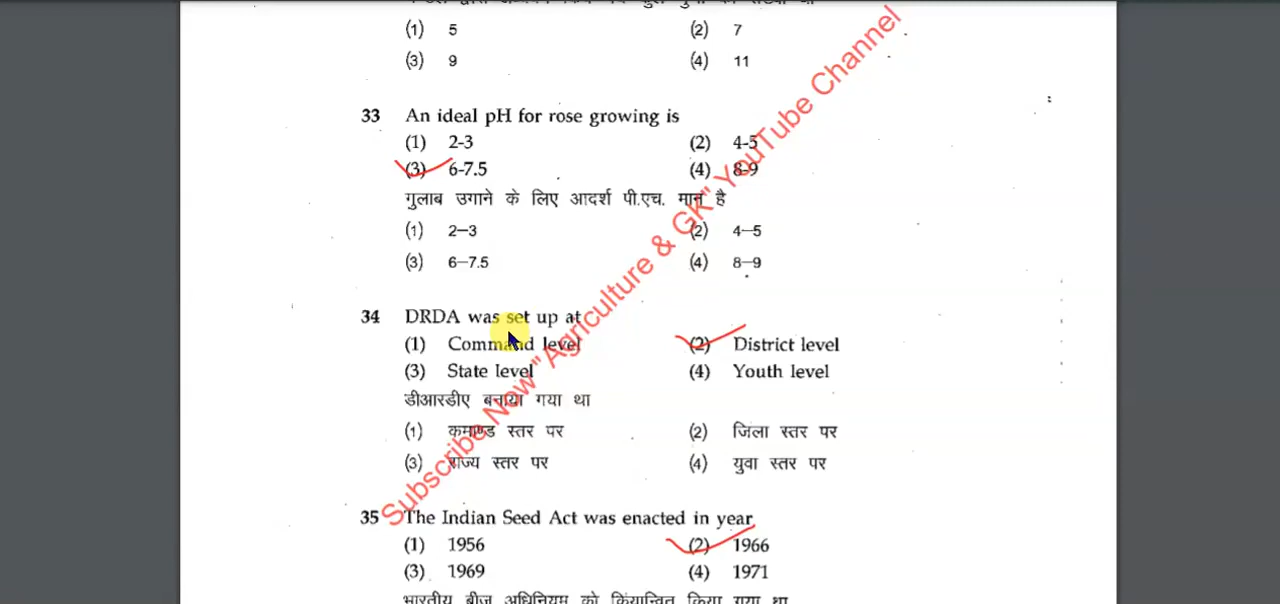 (1) 5 (2) 7
(3) 9 (4) 11
33 An ideal pH for rose growing is
(1) 2-3 (2) 4-5
(3) 6-7.5 (4) 8-9
गुलाब उगाने के लिए आदर्श पी.एच. मान है
(1) 2–3 (2) 4–5
(3) 6–7.5 (4) 8–9
34 DRDA was set up at
(1) Command level (2) District level
(3) State level (4) Youth level
डीआरडीए बनाया गया था
(1) कमाण्ड स्तर पर (2) जिला स्तर पर
(3) राज्य स्तर पर (4) युवा स्तर पर
35 The Indian Seed Act was enacted in year
(1) 1956 (2) 1966
(3) 1969 (4) 1971
भारतीय बीज अधिनियम को कियान्वित किया गया था
Subscribe New "Agriculture & GK" YouTube Channel